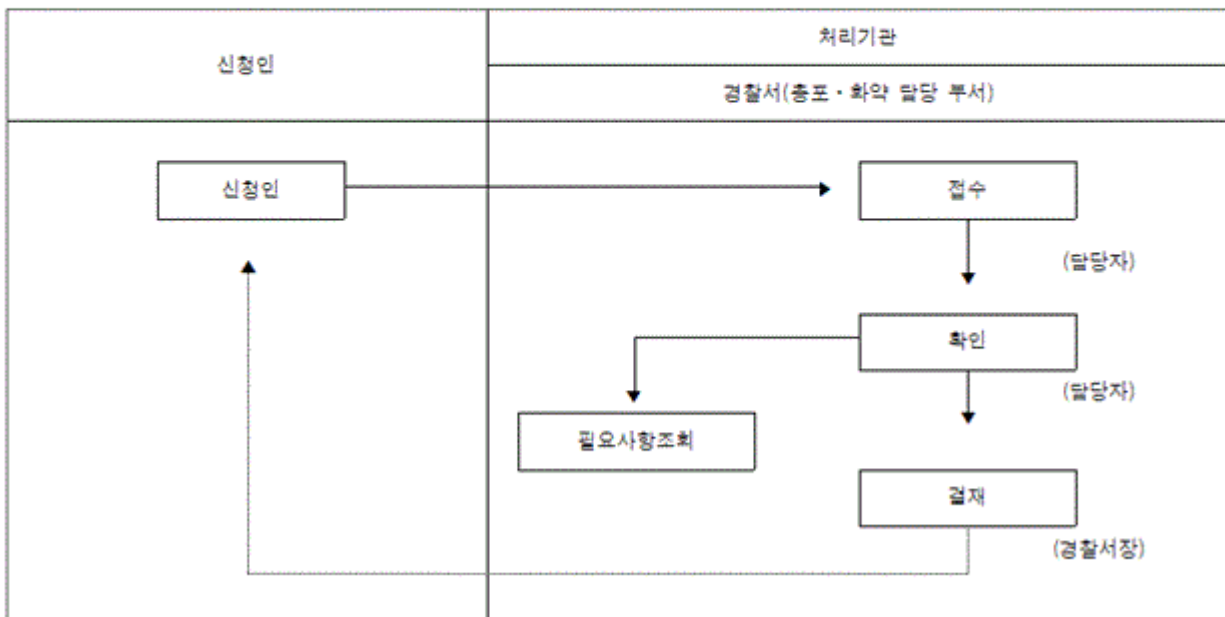 신청인
처리기관
경찰서(총포·화약 담당 부서)
신청인
접수
(담당자)
확인
(담당자)
필요사항조회
결재
(경찰서장)